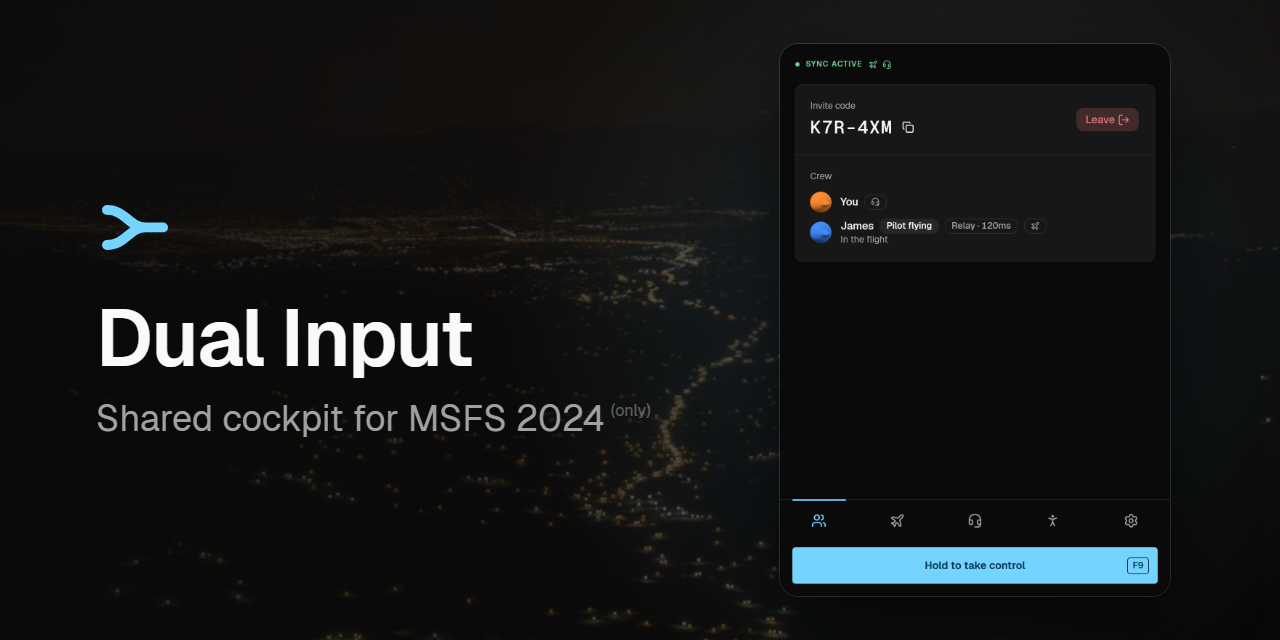 Dual Input
Shared cockpit for MSFS 2024 (only)
SYNC ACTIVE
Invite code
K7R-4XM
Leave
Crew
You
James Pilot flying Relay · 120ms
In the flight
Hold to take control F9